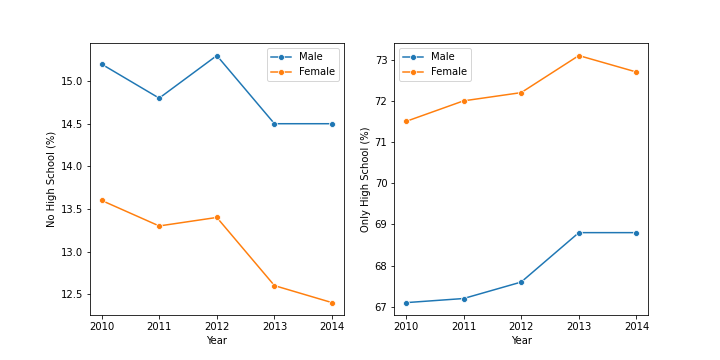 No High School (%)
15.0
14.5
14.0
13.5
13.0
12.5
2010 2011 2012 2013 2014
Year
Male
Female
Only High School (%)
73
72
71
70
69
68
67
2010 2011 2012 2013 2014
Year
Male
Female